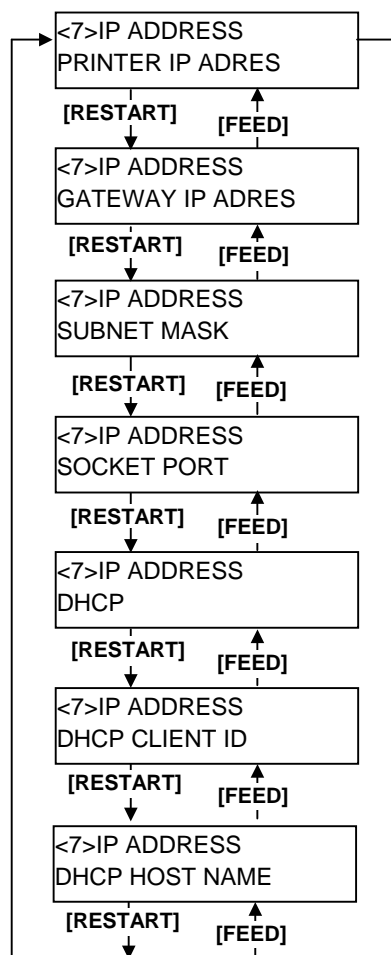 <7>IP ADDRESS
PRINTER IP ADRES
[RESTART]
[FEED]
<7>IP ADDRESS
GATEWAY IP ADRES
[RESTART]
[FEED]
<7>IP ADDRESS
SUBNET MASK
[RESTART]
[FEED]
<7>IP ADDRESS
SOCKET PORT
[RESTART]
[FEED]
<7>IP ADDRESS
DHCP
[RESTART]
[FEED]
<7>IP ADDRESS
DHCP CLIENT ID
[RESTART]
[FEED]
<7>IP ADDRESS
DHCP HOST NAME
[RESTART]
[FEED]